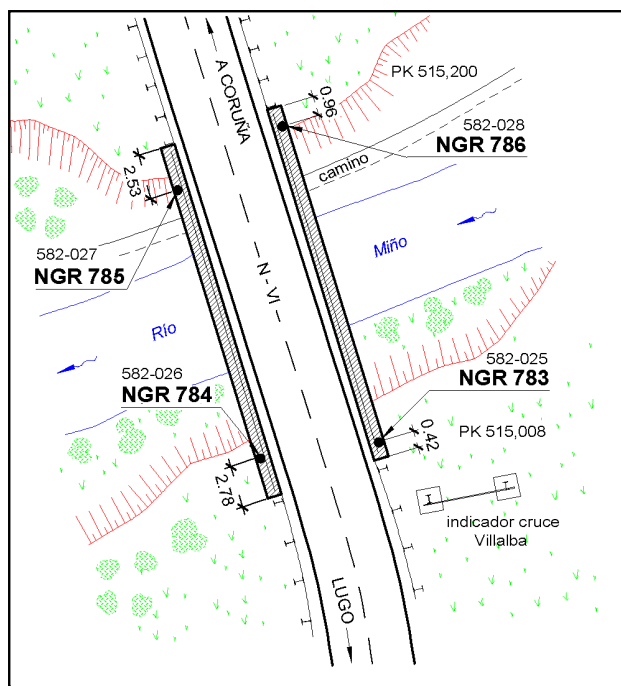 A CORUÑA
PK 515,200
0.96
582-028
NGR 786
camino
2.53
582-027
NGR 785
Miño
N - VI
Río
582-026
NGR 784
582-025
NGR 783
0.42
PK 515,008
2.78
indicador cruce
Villalba
LUGO